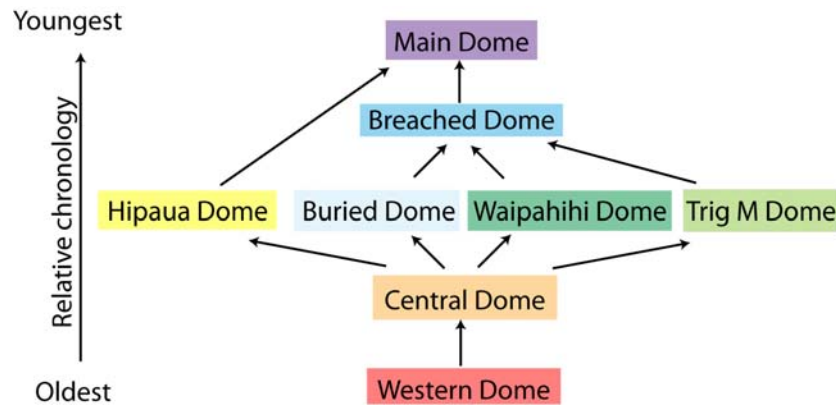 Youngest
Main Dome
Relative chronology
Breached Dome
Hipaua Dome
Buried Dome
Waipahihi Dome
Trig M Dome
Central Dome
Oldest
Western Dome